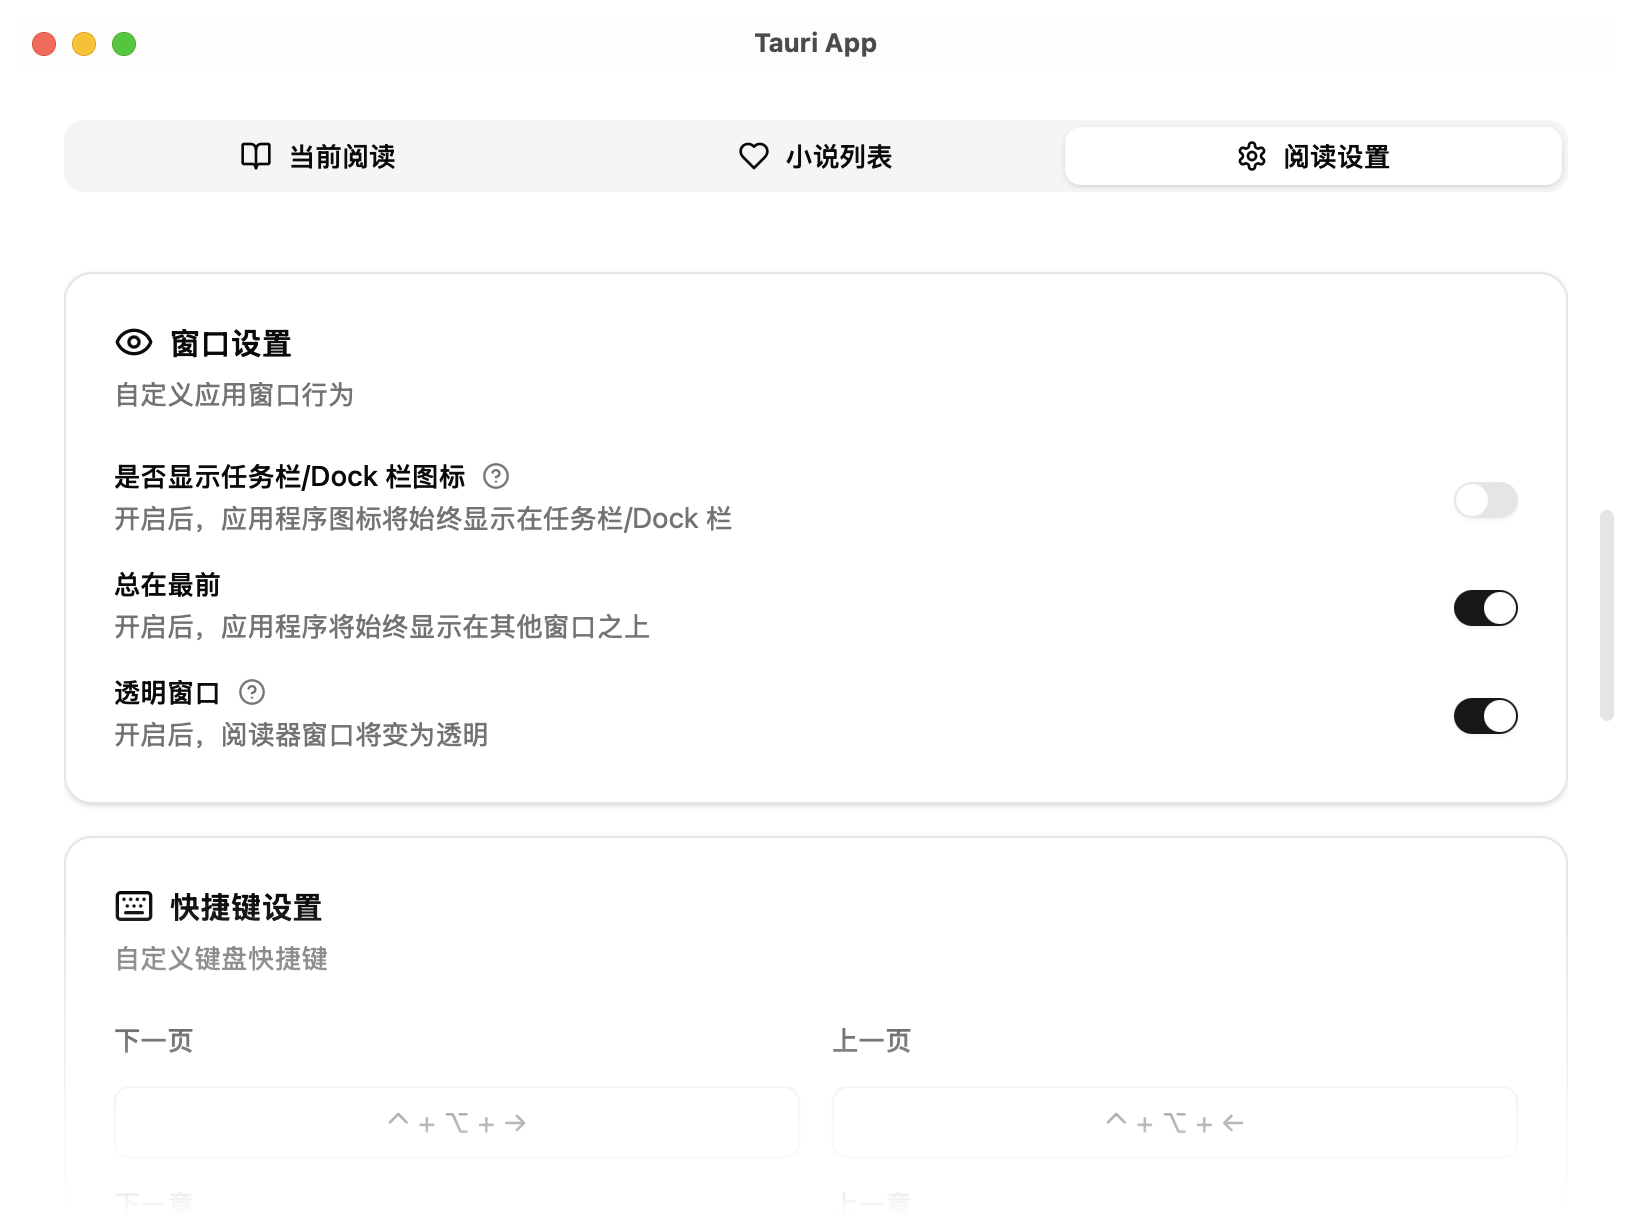 Tauri App
当前阅读
小说列表
阅读设置
窗口设置
自定义应用窗口行为
是否显示任务栏/Dock 栏图标
开启后，应用程序图标将始终显示在任务栏/Dock 栏
总在最前
开启后，应用程序将始终显示在其他窗口之上
透明窗口
开启后，阅读器窗口将变为透明
快捷键设置
自定义键盘快捷键
下一页
上一页
^ + ⌥ + →
^ + ⌥ + ←
下一章
上一章